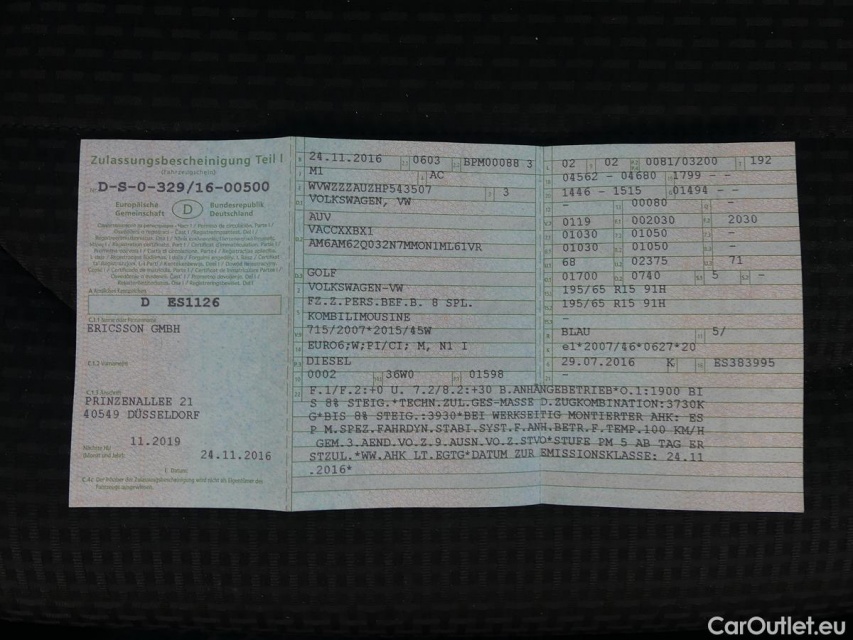 Zulassungsbescheinigung Teil I
(Fahrzeugschein)
Nr. D-S-0-329/16-00500
Europäische Gemeinschaft
D
Bundesrepublik Deutschland
D ES1126
ERICSSON GMBH
PRINZENALLEE 21
40549 DÜSSELDORF
11.2019
24.11.2016
24.11.2016 0603 BPM00088 3
M1 AC
WVWZZZAUZHP543507 3
VOLKSWAGEN, VW
AUV
VACCXXBX1
AM6AM62Q032N7MMON1ML61VR
GOLF
VOLKSWAGEN-VW
FZ.Z.PERS.BEF.B. 8 SPL.
KOMBILIMOUSINE
715/2007*2015/45W
EURO6;W;PI/CI; M, N1 I
DIESEL
0002 36W0 01598
02 02 0081/03200 192
04562 - 04680 1799 - -
1446 - 1515 01494 - -
- 00080 -
0119 002030 2030
01030 01050 -
01030 01050 -
68 02375 71
01700 0740 5 -
195/65 R15 91H
195/65 R15 91H
-
-
BLAU 5/
e1*2007/46*0627*20
29.07.2016 K ES383995
-
F.1/F.2:+0 U. 7.2/8.2:+30 B.ANHÄNGEBETRIEB*O.1:1900 BI
S 8% STEIG.*TECHN.ZUL.GES-MASSE D.ZUGKOMBINATION:3730K
G*BIS 8% STEIG.:3930*BEI WERKSEITIG MONTIERTER AHK: ES
P M.SPEZ.FAHRDYN.STABI.SYST.F.ANH.BETR.F.TEMP.100 KM/H
GEM.3.AEND.VO.Z.9.AUSN.VO.Z.STVO*STUFE PM 5 AB TAG ER
STZUL.*WW.AHK LT.EGTG*DATUM ZUR EMISSIONSKLASSE: 24.11
.2016*
CarOutlet.eu